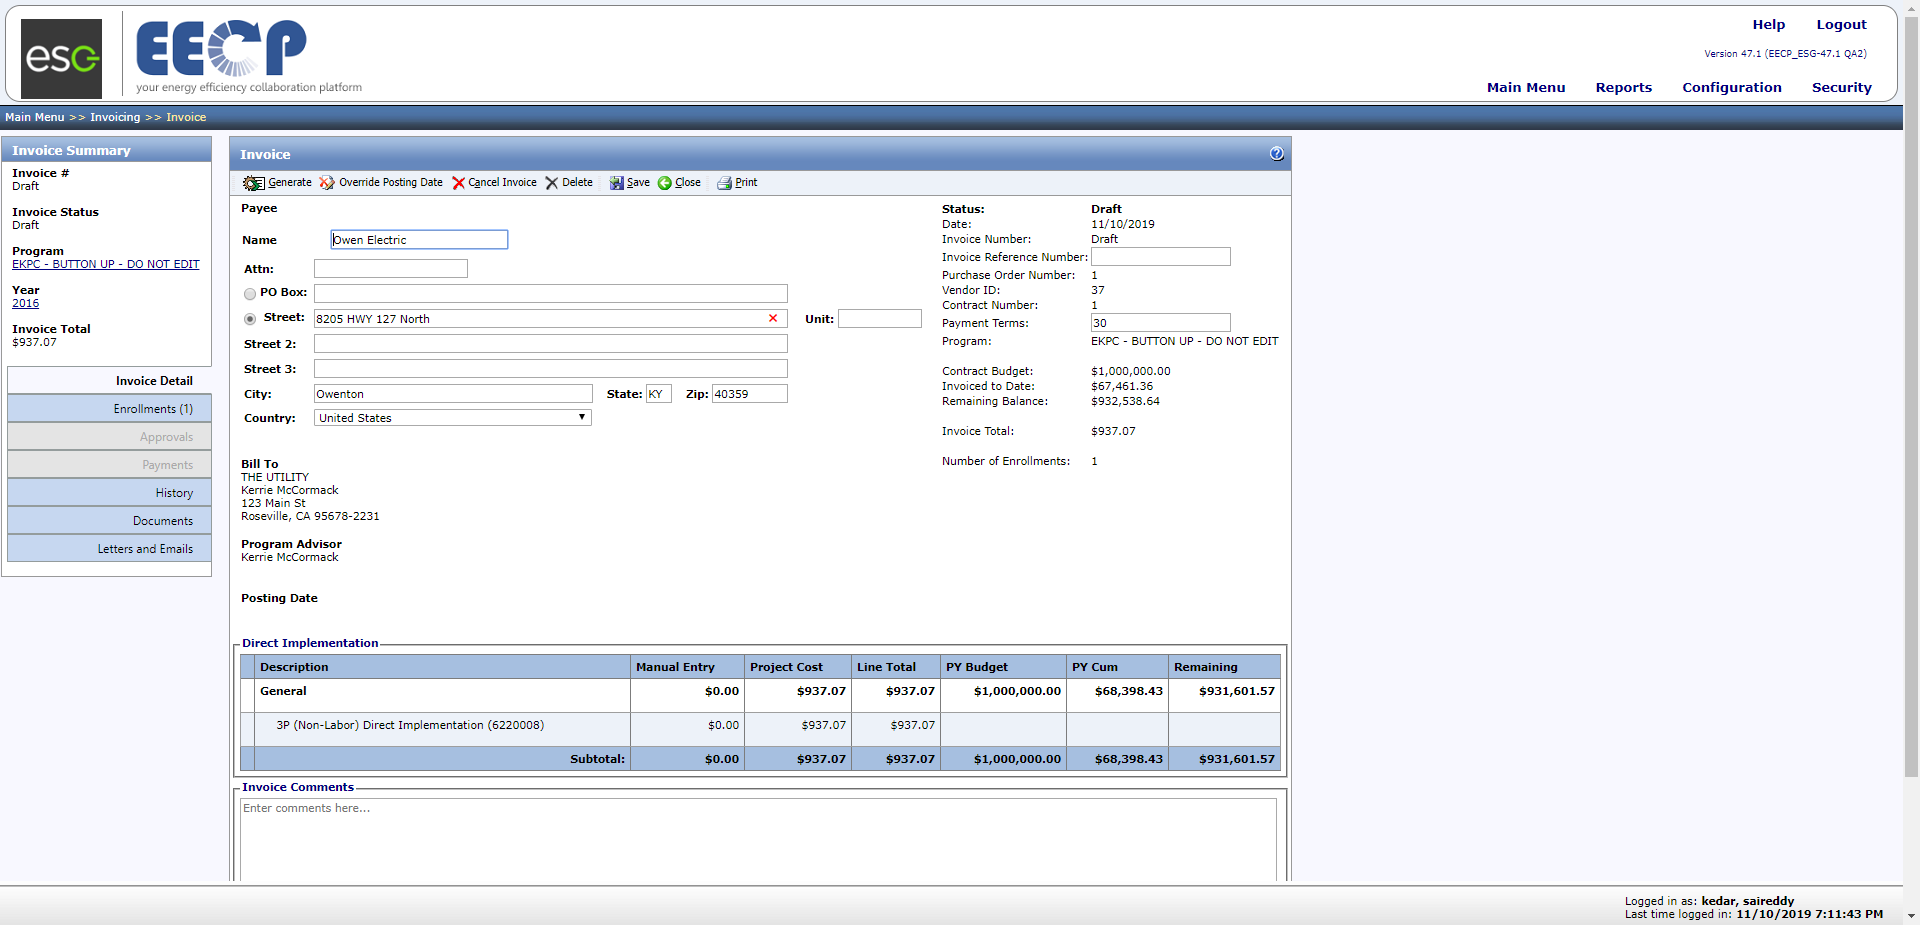 esg
EECP
your energy efficiency collaboration platform
Help Logout
Version 47.1 (EECP_ESG-47.1 QA2)
Main Menu Reports Configuration Security
Main Menu >> Invoicing >> Invoice
Invoice Summary
Invoice #
Draft
Invoice Status
Draft
Program
EKPC - BUTTON UP - DO NOT EDIT
Year
2016
Invoice Total
$937.07
Invoice Detail
Enrollments (1)
Approvals
Payments
History
Documents
Letters and Emails
Invoice
?
Generate Override Posting Date Cancel Invoice Delete Save Close Print
Payee
Name Owen Electric
Attn:
PO Box:
Street: 8205 HWY 127 North Unit:
Street 2:
Street 3:
City: Owenton State: KY Zip: 40359
Country: United States
Bill To
THE UTILITY
Kerrie McCormack
123 Main St
Roseville, CA 95678-2231
Program Advisor
Kerrie McCormack
Posting Date
Status: Draft
Date: 11/10/2019
Invoice Number: Draft
Invoice Reference Number:
Purchase Order Number: 1
Vendor ID: 37
Contract Number: 1
Payment Terms: 30
Program: EKPC - BUTTON UP - DO NOT EDIT
Contract Budget: $1,000,000.00
Invoiced to Date: $67,461.36
Remaining Balance: $932,538.64
Invoice Total: $937.07
Number of Enrollments: 1
Direct Implementation
Description Manual Entry Project Cost Line Total PY Budget PY Cum Remaining
General $0.00 $937.07 $937.07 $1,000,000.00 $68,398.43 $931,601.57
3P (Non-Labor) Direct Implementation (6220008) $0.00 $937.07 $937.07
Subtotal: $0.00 $937.07 $937.07 $1,000,000.00 $68,398.43 $931,601.57
Invoice Comments
Enter comments here...
Logged in as: kedar, saireddy
Last time logged in: 11/10/2019 7:11:43 PM